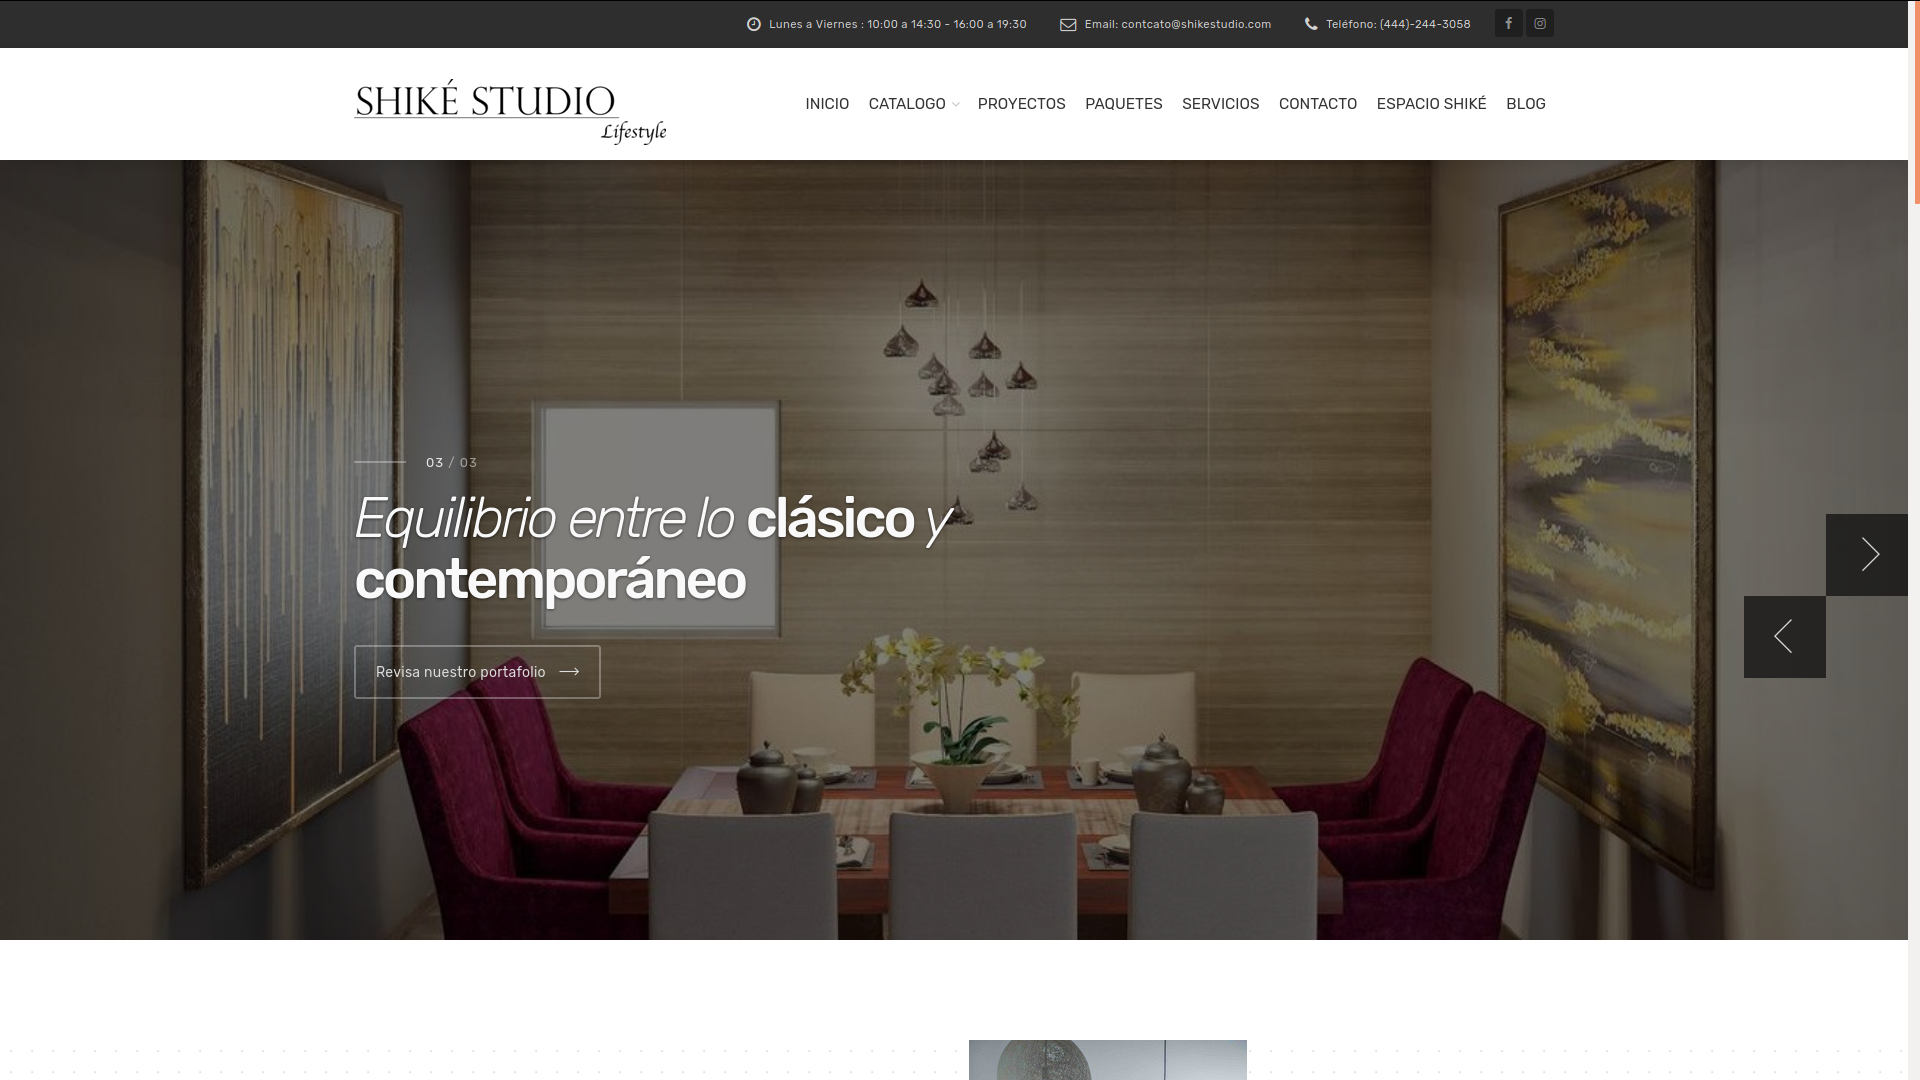 Lunes a Viernes : 10:00 a 14:30 - 16:00 a 19:30
Email: contcato@shikestudio.com
Teléfono: (444)-244-3058
SHIKÉ STUDIO
Lifestyle
INICIO
CATALOGO
PROYECTOS
PAQUETES
SERVICIOS
CONTACTO
ESPACIO SHIKÉ
BLOG
03 / 03
Equilibrio entre lo clásico y
contemporáneo
Revisa nuestro portafolio